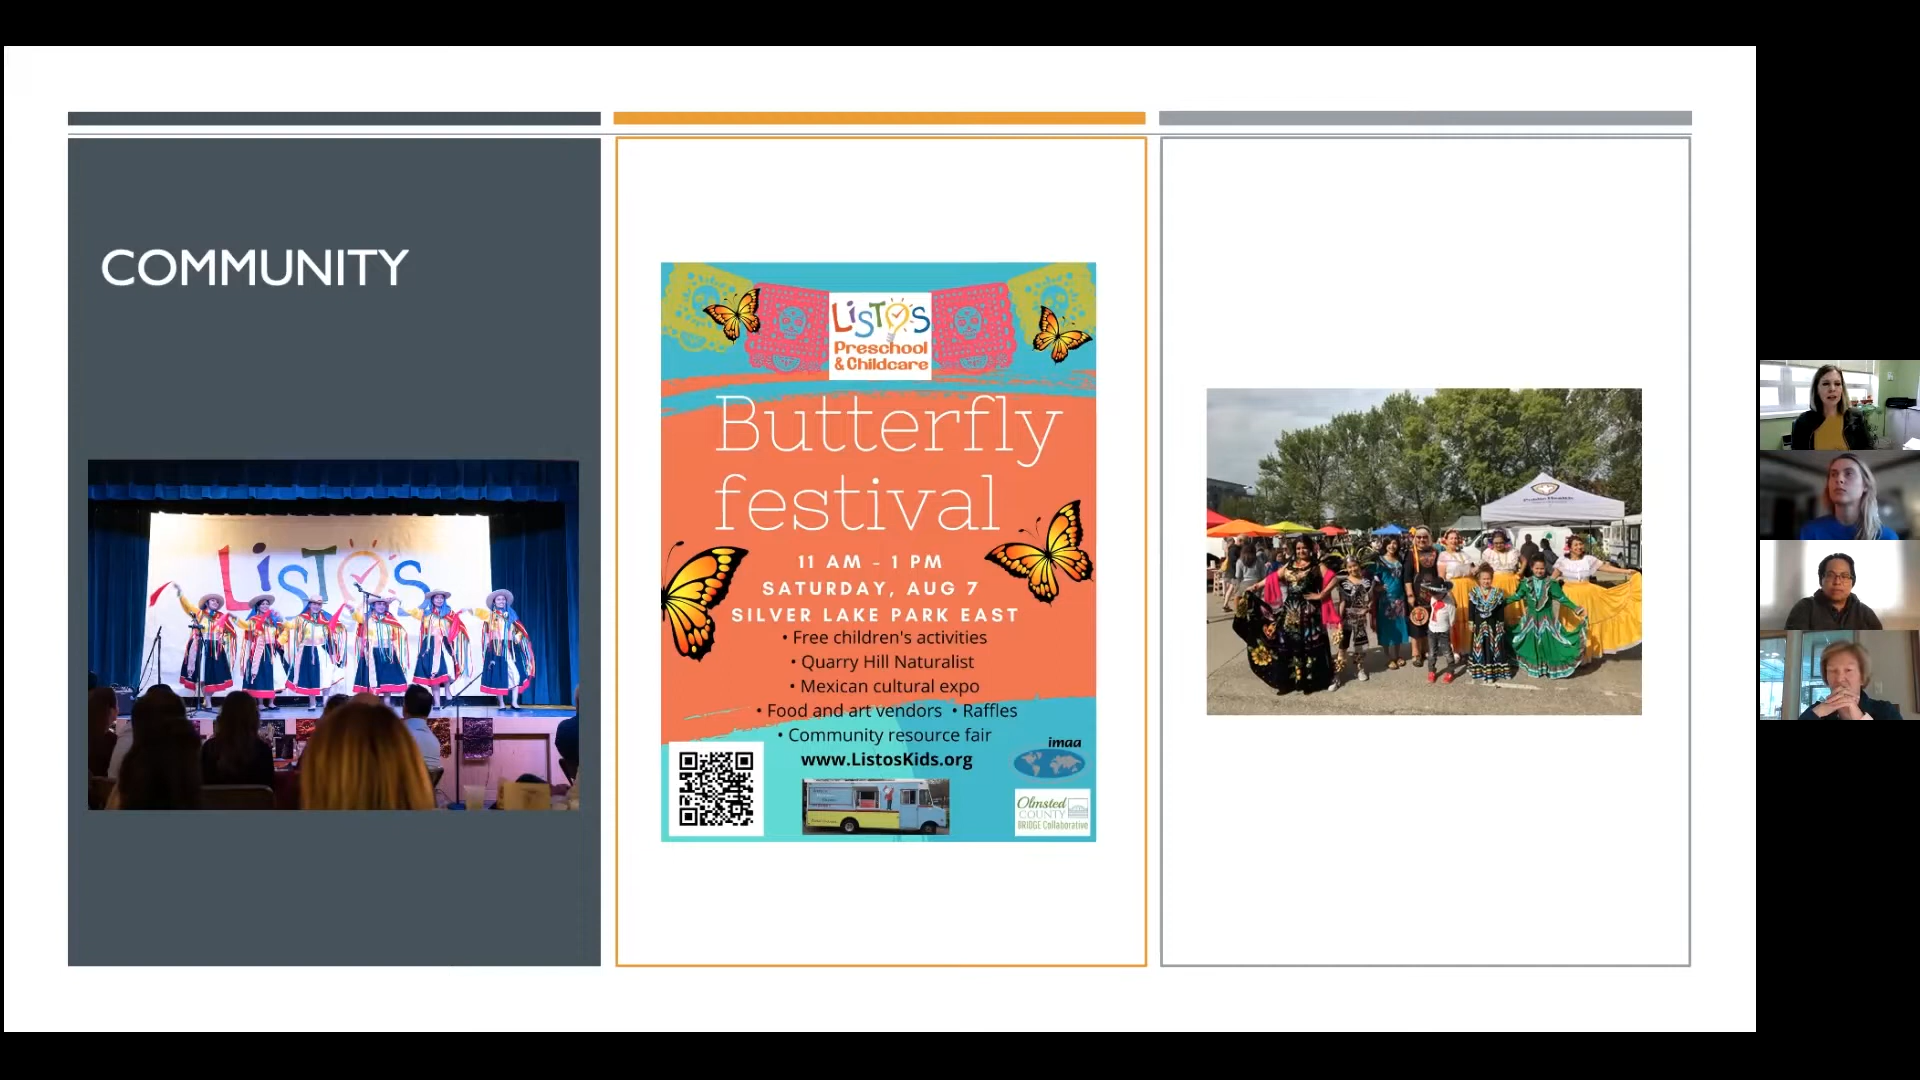 COMMUNITY
LiSTOS
LiSTOS
Preschool
& Childcare
Butterfly
festival
11 AM - 1 PM
SATURDAY, AUG 7
SILVER LAKE PARK EAST
• Free children's activities
• Quarry Hill Naturalist
• Mexican cultural expo
• Food and art vendors • Raffles
• Community resource fair
www.ListosKids.org
imaa
Olmsted
COUNTY
BRIDGE Collaborative
Public Health